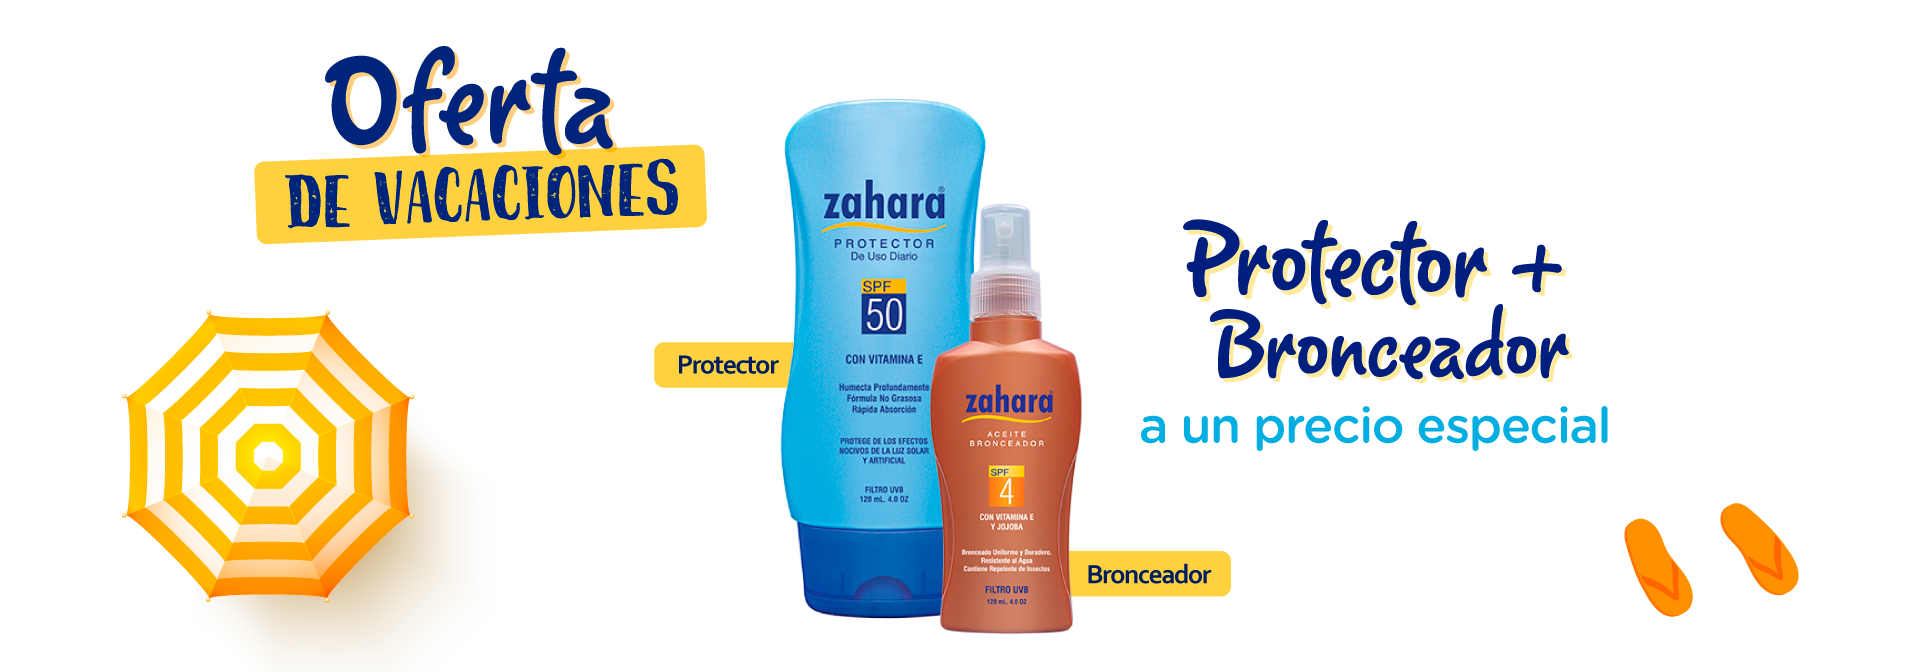 Oferta
DE VACACIONES
zahara®
PROTECTOR
De Uso Diario
SPF
50
CON VITAMINA E
Humecta Profundamente
Fórmula No Grasosa
Rápida Absorción
PROTEGE DE LOS EFECTOS
NOCIVOS DE LA LUZ SOLAR
Y ARTIFICIAL
FILTRO UVB
120 mL. 4.0 OZ
Protector
zahara®
ACEITE
BRONCEADOR
SPF
4
CON VITAMINA E
Y JOJOBA
Bronceado Uniforme y Duradero.
Resistente al Agua
Contiene Repelente de Insectos
FILTRO UVB
120 mL. 4.0 OZ
Bronceador
Protector +
Bronceador
a un precio especial